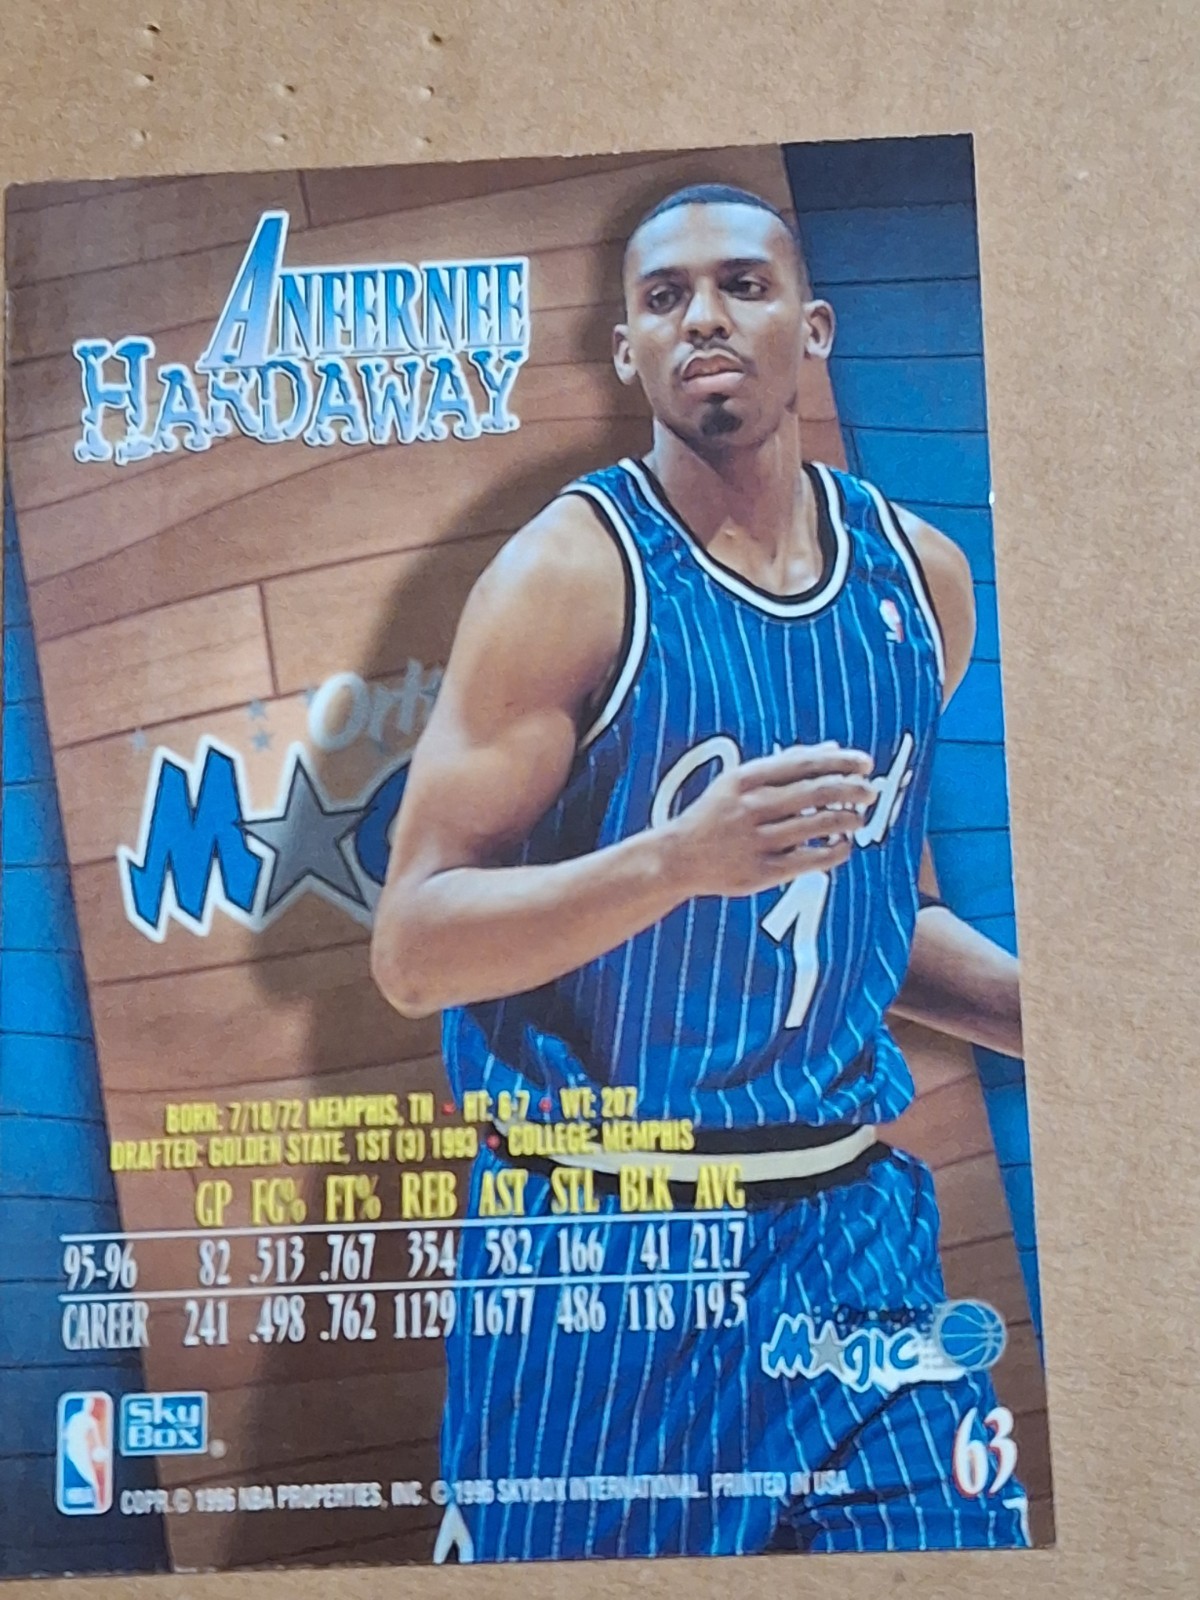 ANFERNEE
HARDAWAY
MAGIC
1
BORN: 7/18/72 MEMPHIS, TN • HT: 6-7 • WT: 207
DRAFTED: GOLDEN STATE, 1ST (3) 1993 • COLLEGE: MEMPHIS
GP FG% FT% REB AST STL BLK AVG
95-96 82 .513 .767 354 582 166 41 21.7
CAREER 241 .498 .762 1129 1677 486 118 19.5
Orlando
MAGIC
63
SKY
BOX
COPR. © 1996 NBA PROPERTIES, INC. © 1996 SKYBOX INTERNATIONAL. PRINTED IN USA.